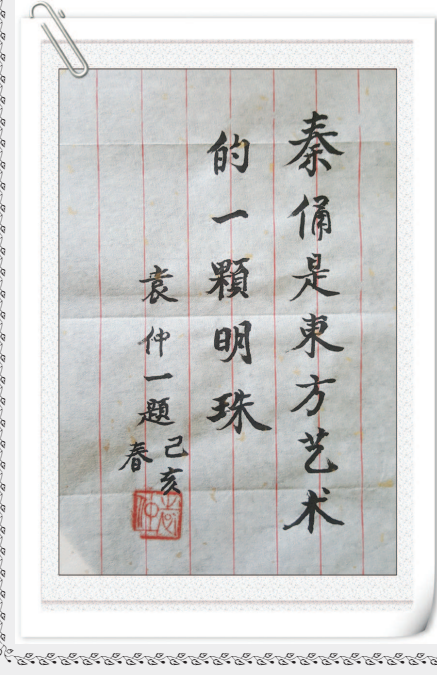 秦俑是東方艺术
的一顆明珠
袁仲一題
己亥
春